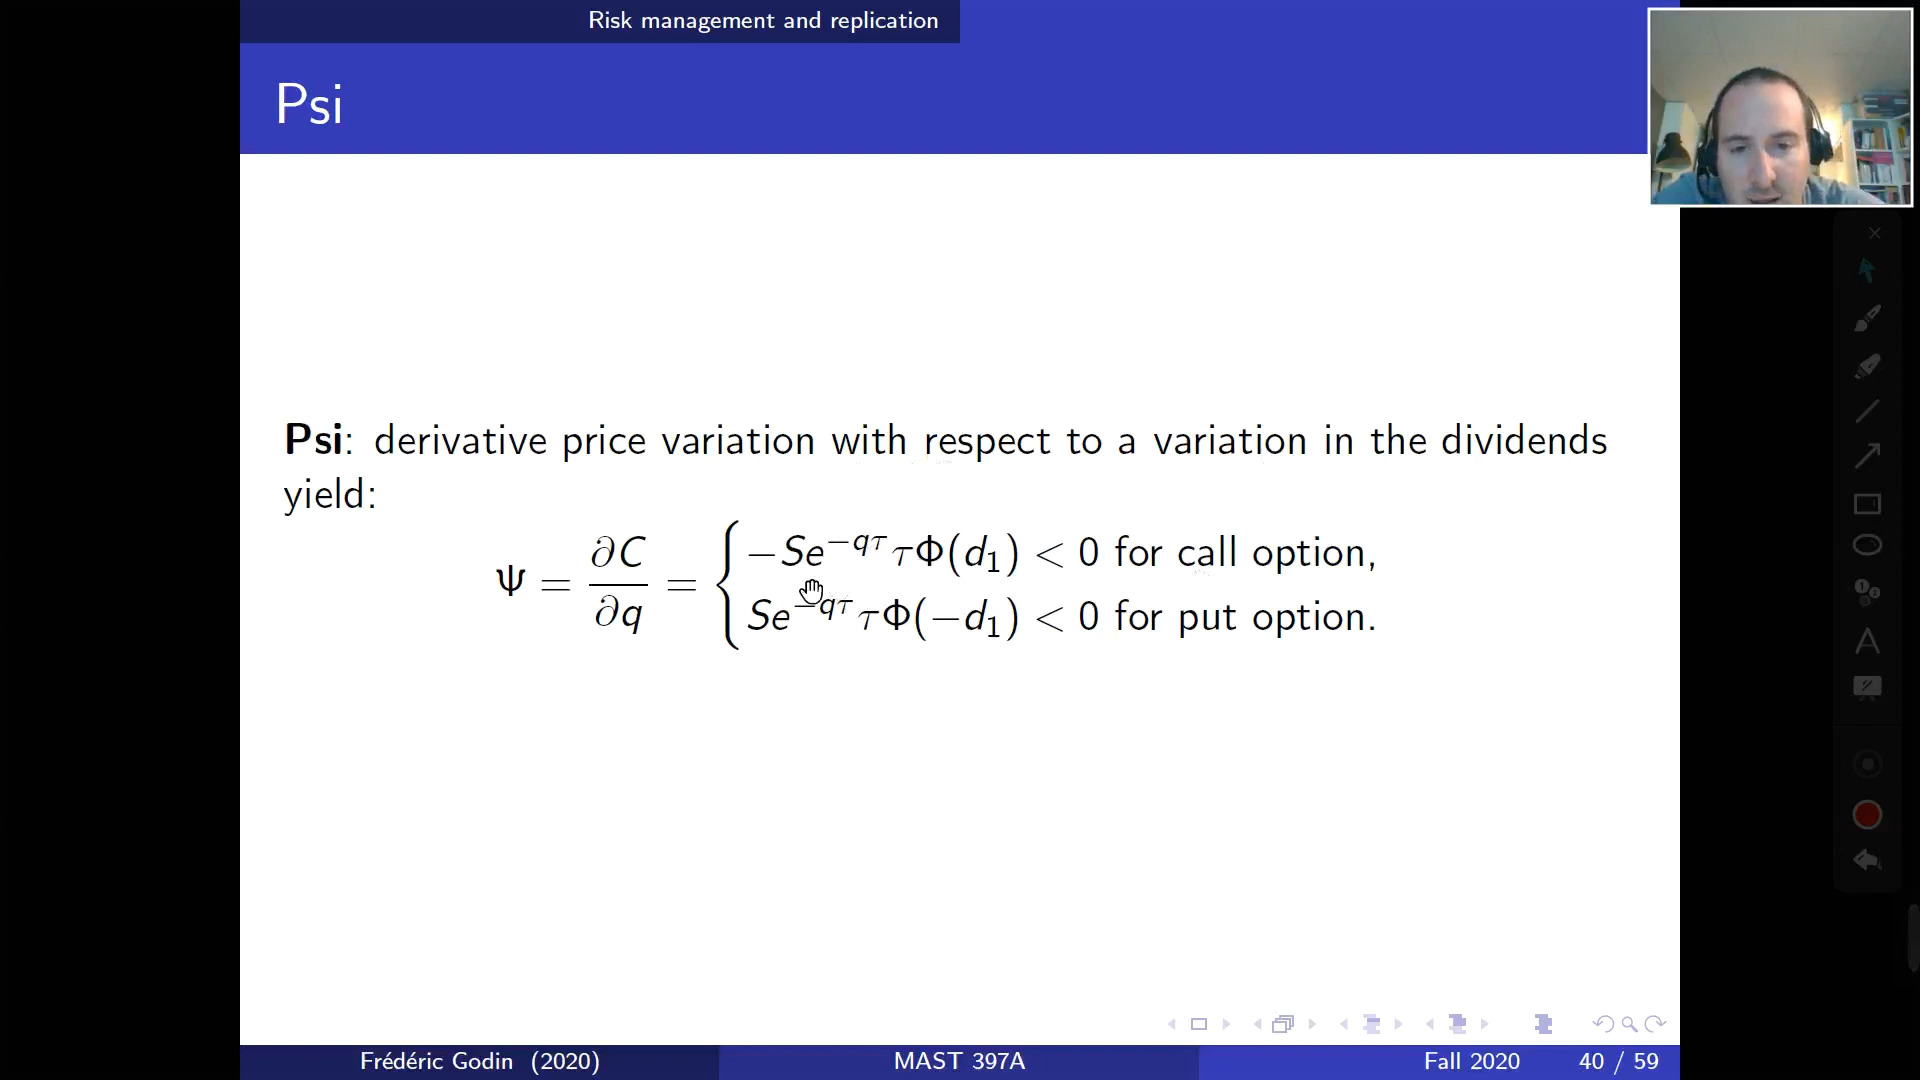 Risk management and replication
Psi
Psi: derivative price variation with respect to a variation in the dividends
yield:
Ψ = ∂C/∂q = { −Se^{−qτ} τΦ(d₁) < 0 for call option,
Se^{−qτ} τΦ(−d₁) < 0 for put option.
Frédéric Godin (2020) MAST 397A Fall 2020 40 / 59